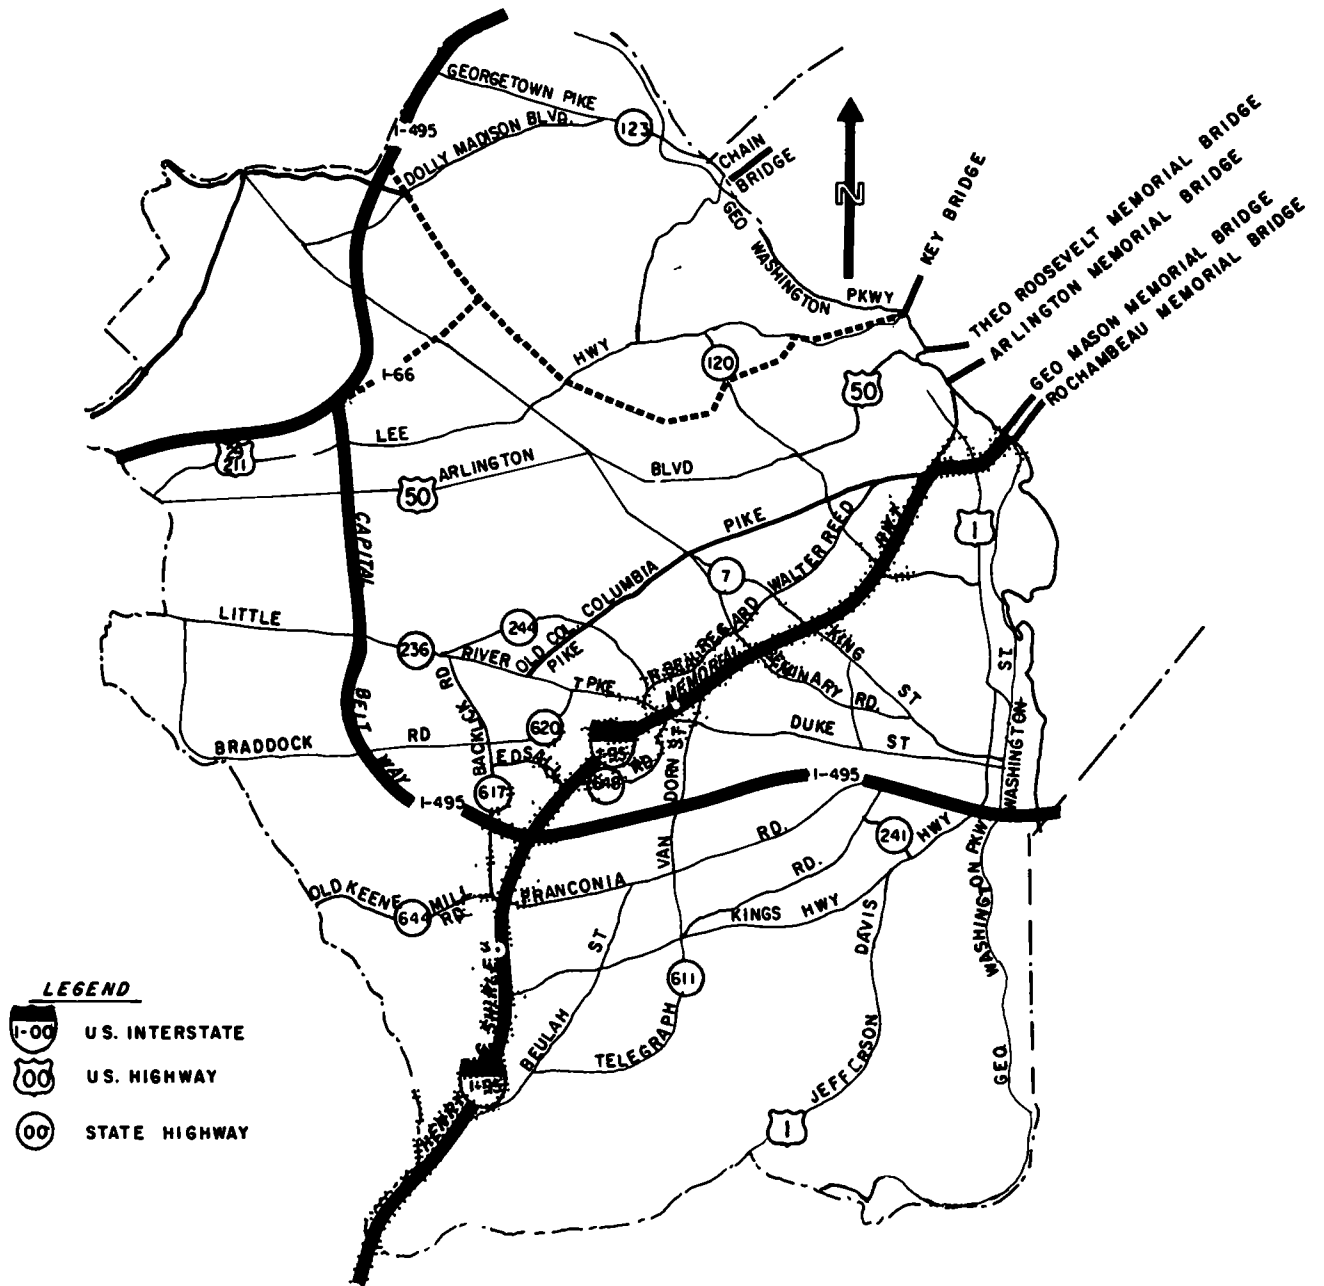 GEORGETOWN PIKE
I-495
DOLLY MADISON BLVD.
123
CHAIN
BRIDGE
GEO WASHINGTON PKWY
N
KEY BRIDGE
THEO ROOSEVELT MEMORIAL BRIDGE
ARLINGTON MEMORIAL BRIDGE
GEO MASON MEMORIAL BRIDGE
ROCHAMBEAU MEMORIAL BRIDGE
I-66
HWY
120
50
LEE
211
ARLINGTON
BLVD
50
CAPITAL
PIKE
WALTER REED
1
COLUMBIA
7
LITTLE
244
OLD COL.
PIKE
236
RIVER
TPKE
MEMORIAL
KING
ST
ST
SEMINARY RD.
BELT
BACKLICK RD
620
BRADDOCK
RD
EDSALL
RD
648
DUKE
ST
WASHINGTON
WAY
I-495
617
I-495
VAN DORN ST
241
HWY
RD.
FRANCONIA
RD.
OLD KEENE
MILL
RD
644
KINGS HWY
WASHINGTON PKWY
GEO
ST
BEULAH
611
TELEGRAPH
DAVIS
JEFFERSON
1
SHIRLEY
HENRY
LEGEND
I-00
U.S. INTERSTATE
00
U.S. HIGHWAY
00
STATE HIGHWAY